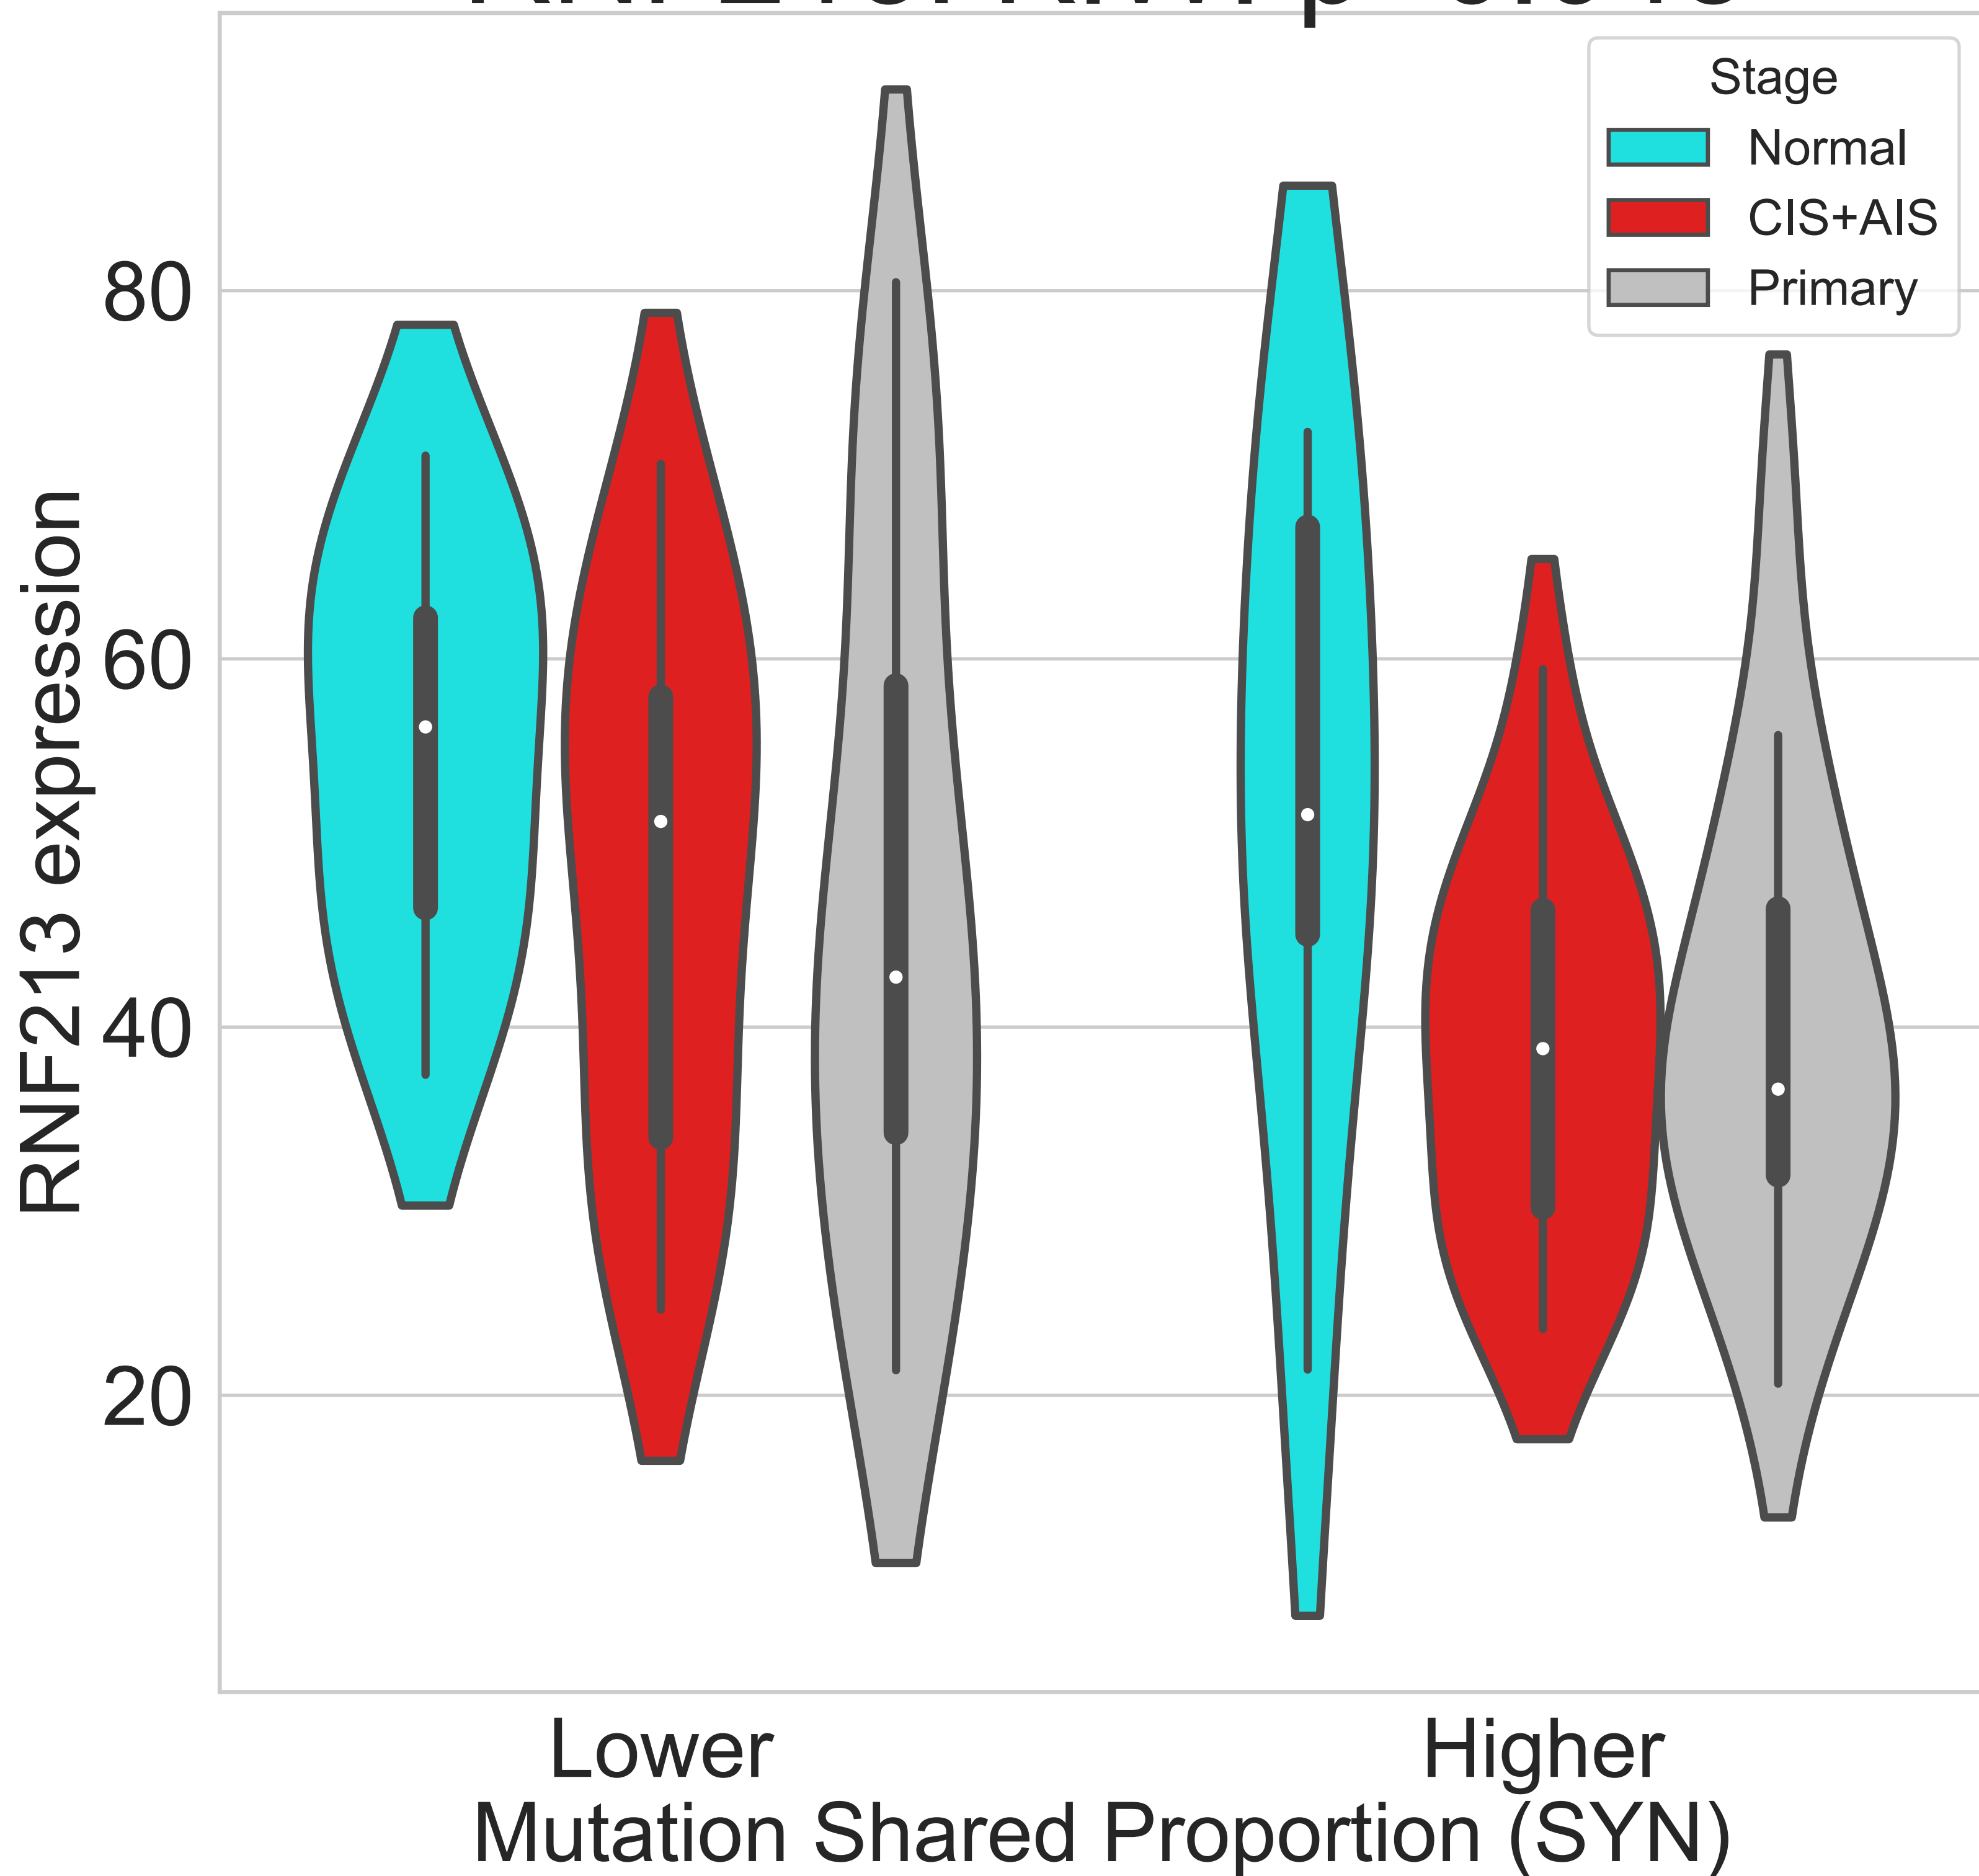 Stage
Normal
CIS+AIS
Primary
80
60
40
20
RNF213 expression
Lower
Higher
Mutation Shared Proportion (SYN)